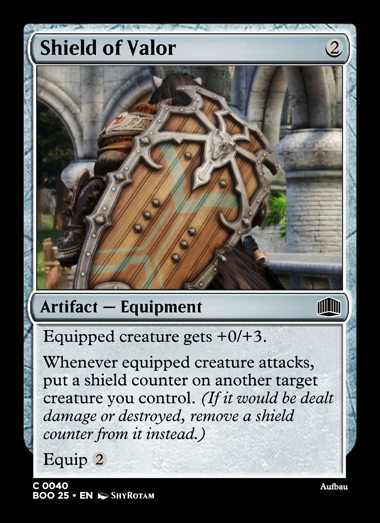 Shield of Valor 2
Artifact — Equipment
Equipped creature gets +0/+3.
Whenever equipped creature attacks,
put a shield counter on another target
creature you control. (If it would be dealt
damage or destroyed, remove a shield
counter from it instead.)
Equip 2
C 0040
BOO 25 • EN ShyRotam
Aufbau